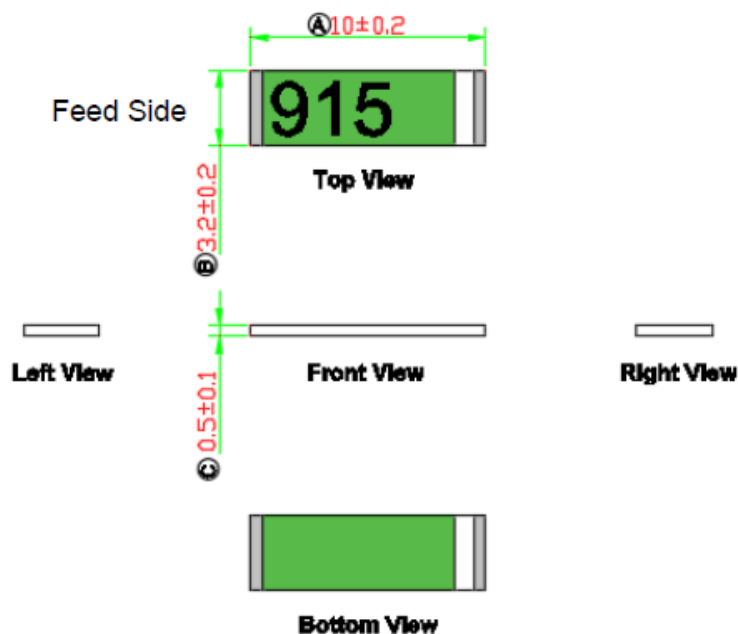 Ⓐ10±0.2
Feed Side
915
Top View
Ⓑ3.2±0.2
Left View
Front View
Right View
Ⓒ0.5±0.1
Bottom View